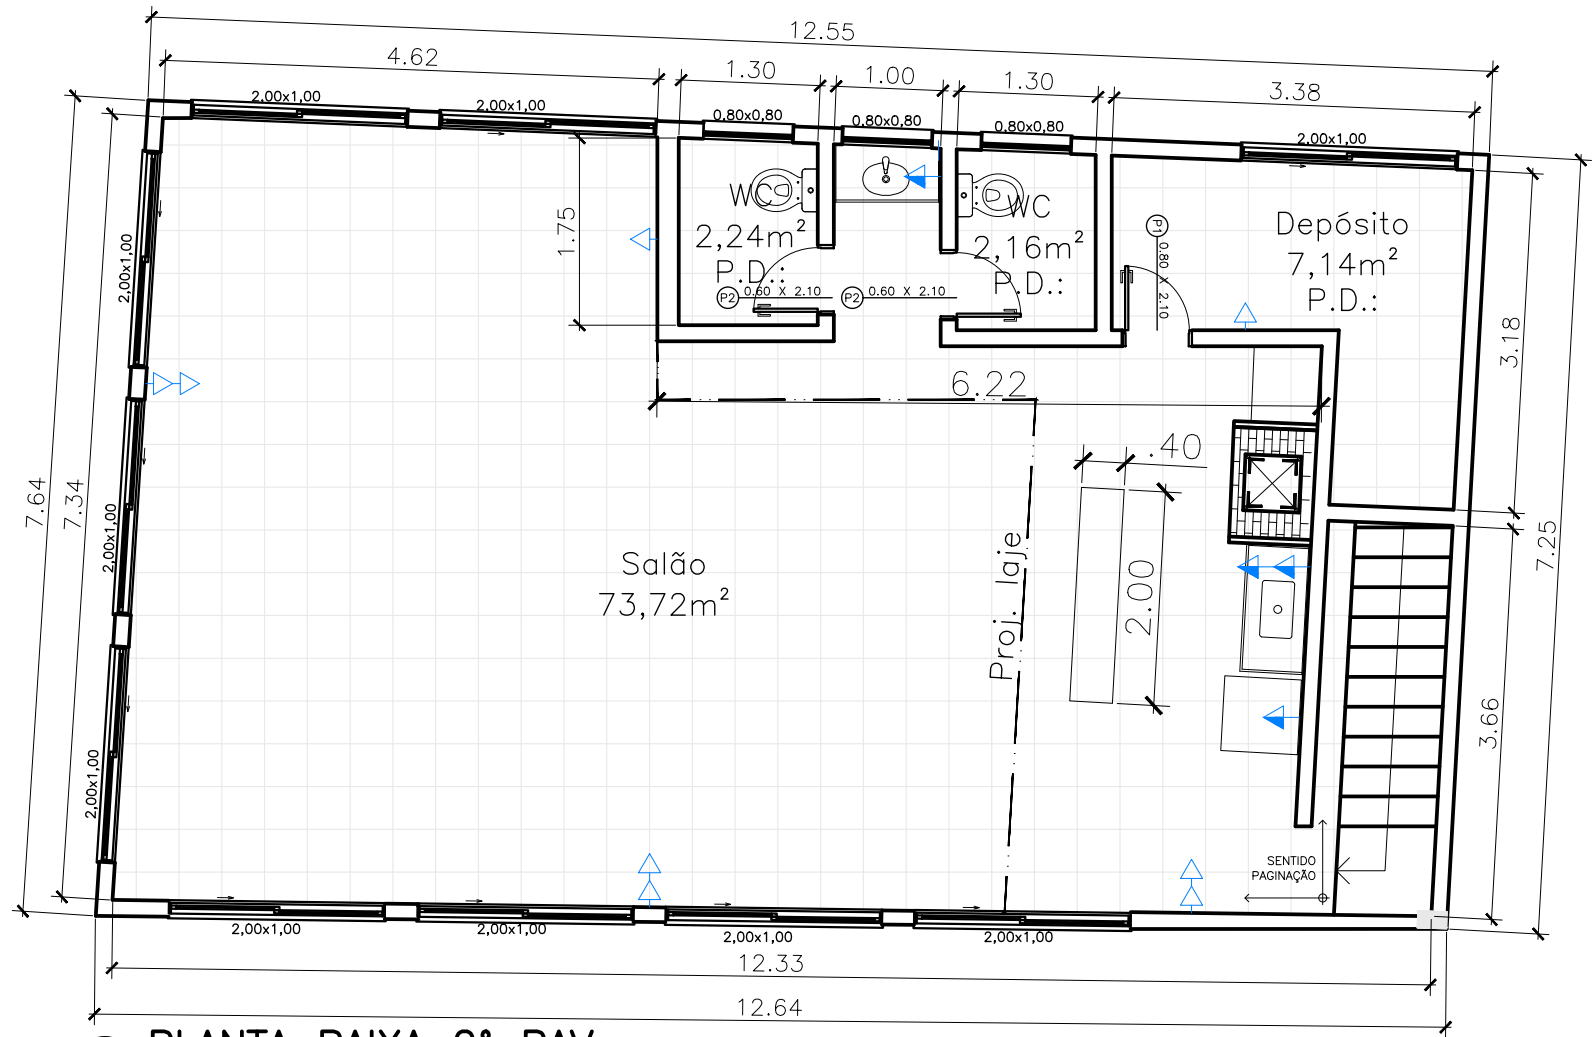 12.55
4.62
1.30
1.00
1.30
3.38
2,00x1,00
2,00x1,00
0,80x0,80
0,80x0,80
0,80x0,80
2,00x1,00
WC
2,24m²
P.D.:
WC
2,16m²
P.D.:
Depósito
7,14m²
P.D.:
1.75
P2 0.60 X 2.10
P2 0.60 X 2.10
P1 0.80 X 2.10
2,00x1,00
2,00x1,00
2,00x1,00
7.64
7.34
6.22
.40
2.00
3.18
7.25
3.66
Salão
73,72m²
Proj. laje
SENTIDO
PAGINAÇÃO
2,00x1,00
2,00x1,00
2,00x1,00
2,00x1,00
12.33
12.64
PLANTA BAIXA 2º PAV